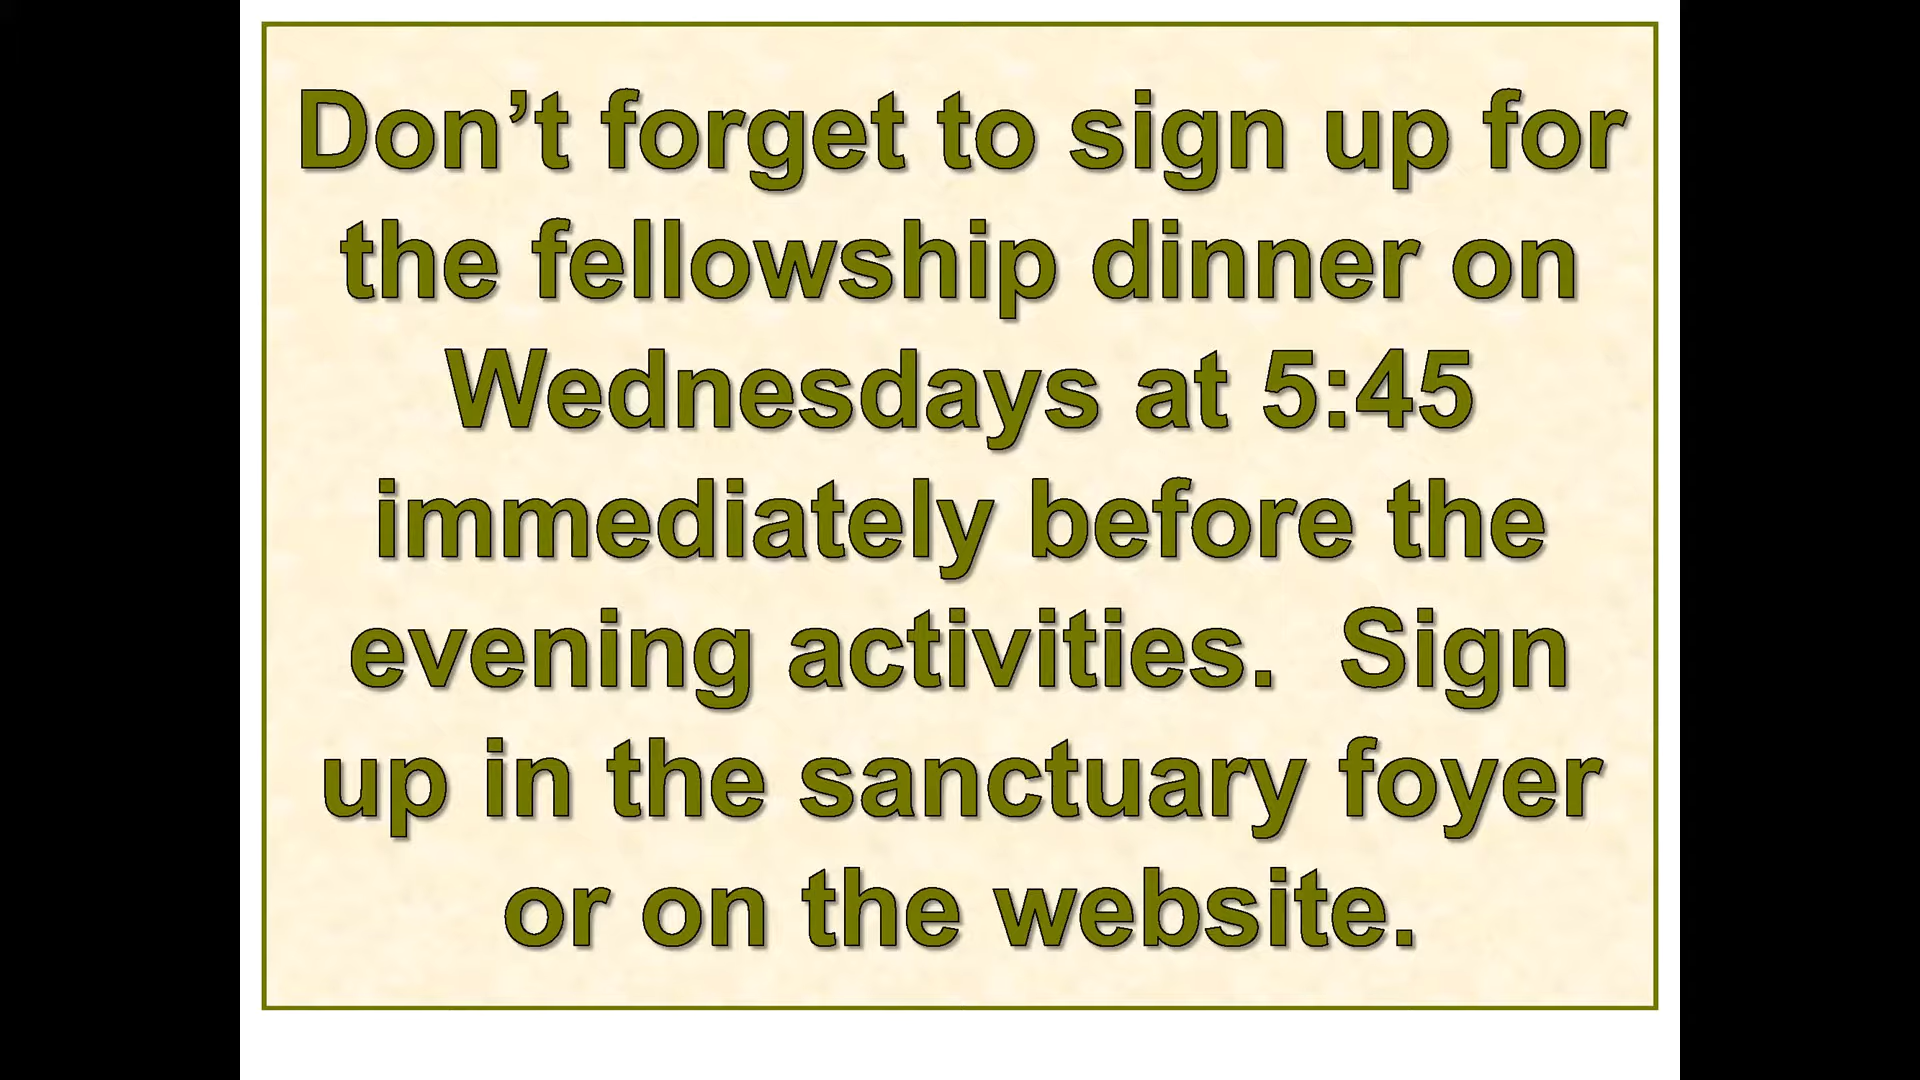 Don’t forget to sign up for
the fellowship dinner on
Wednesdays at 5:45
immediately before the
evening activities.  Sign
up in the sanctuary foyer
or on the website.